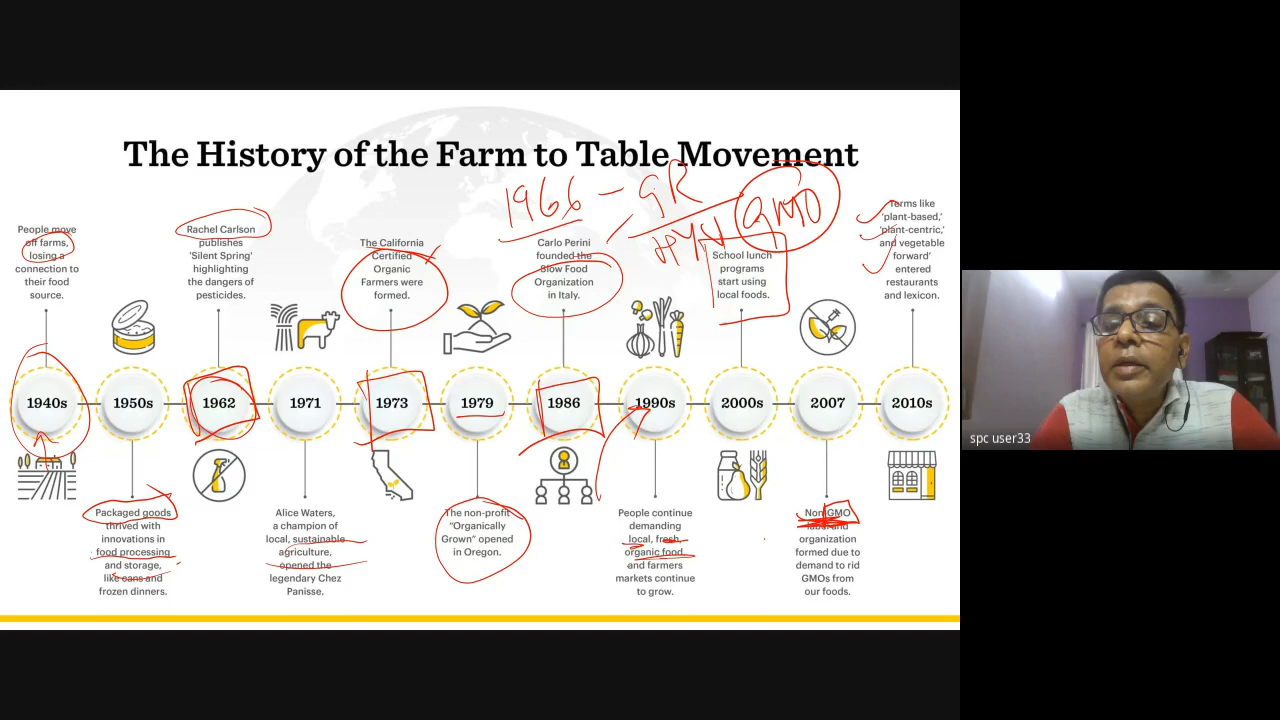 The History of the Farm to Table Movement
1966 - GR
HYV
GMO
People move
off farms,
losing a
connection to
their food
source.
Rachel Carlson
publishes
'Silent Spring'
highlighting
the dangers of
pesticides.
The California
Certified
Organic
Farmers were
formed.
Carlo Perini
founded the
Slow Food
Organization
in Italy.
School lunch
programs
start using
local foods.
Terms like
'plant-based,'
'plant-centric,'
and vegetable
forward'
entered
restaurants
and lexicon.
1940s
1950s
1962
1971
1973
1979
1986
1990s
2000s
2007
2010s
Packaged goods
thrived with
innovations in
food processing
and storage,
like cans and
frozen dinners.
Alice Waters,
a champion of
local, sustainable
agriculture,
opened the
legendary Chez
Panisse.
The non-profit
"Organically
Grown" opened
in Oregon.
People continue
demanding
local, fresh,
organic food,
and farmers
markets continue
to grow.
Non-GMO
label and
organization
formed due to
demand to rid
GMOs from
our foods.
spc user33